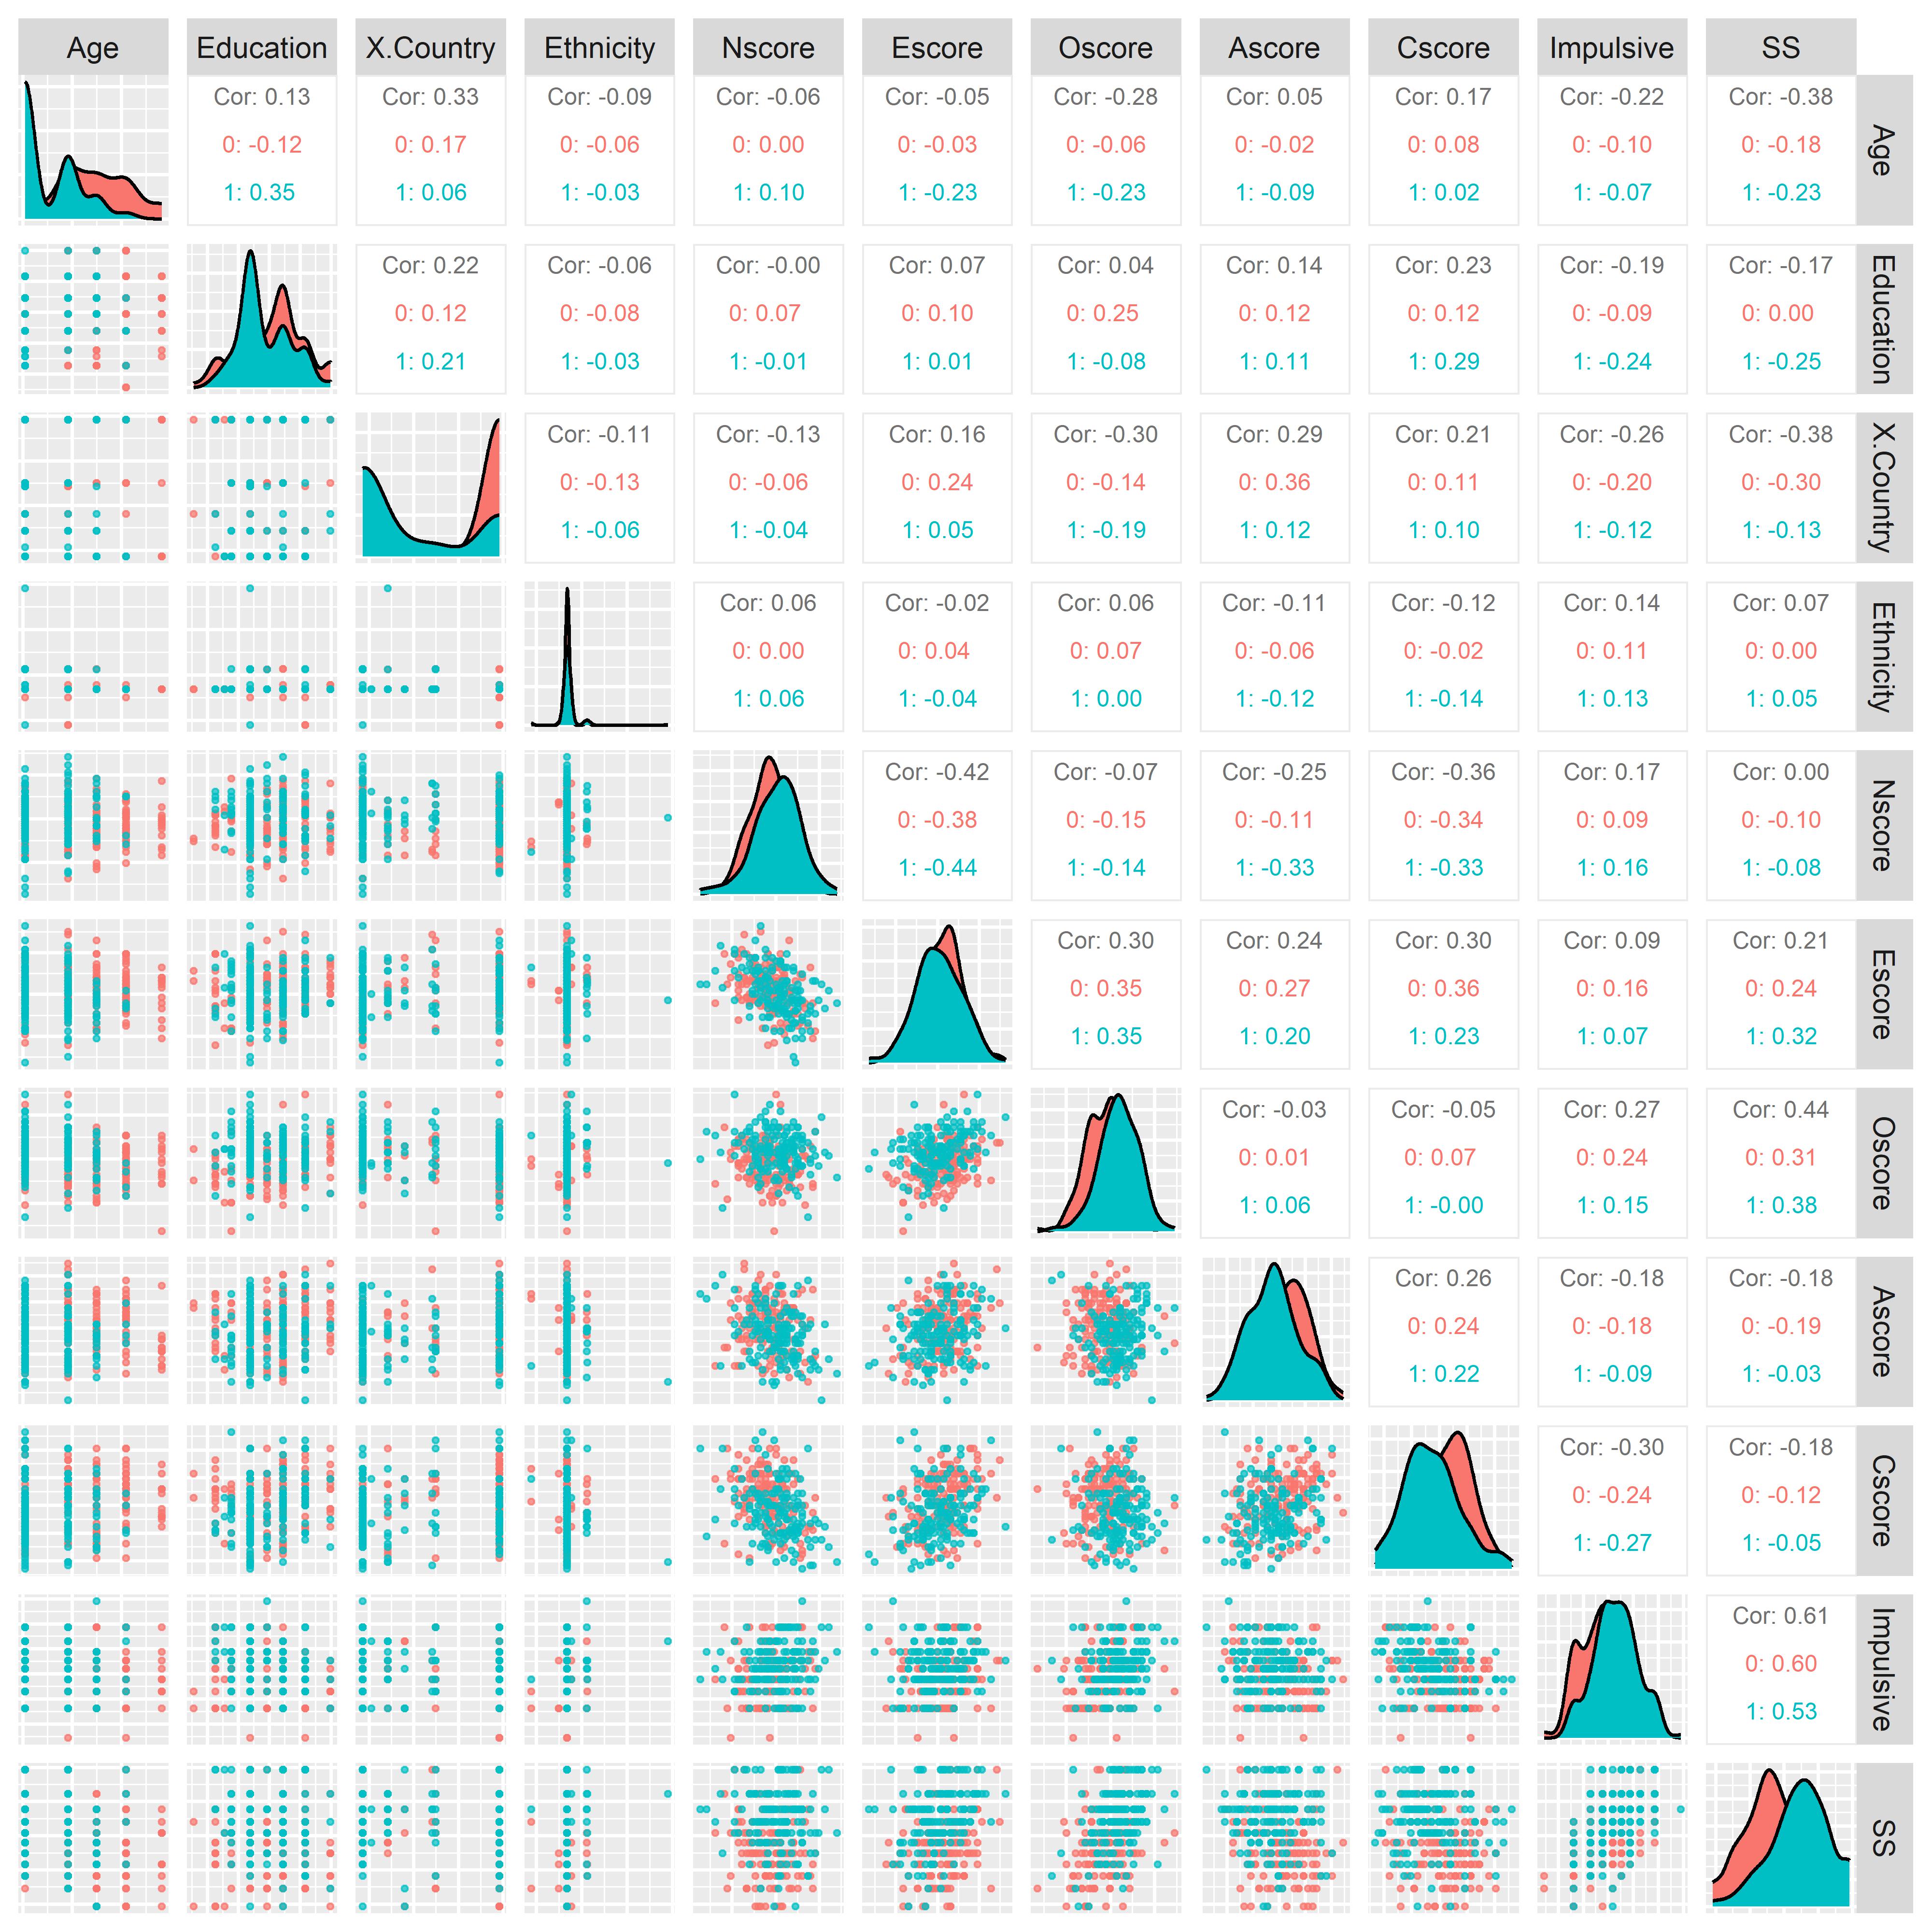 Age Education X.Country Ethnicity Nscore Escore Oscore Ascore Cscore Impulsive SS
Cor: 0.13 Cor: 0.33 Cor: -0.09 Cor: -0.06 Cor: -0.05 Cor: -0.28 Cor: 0.05 Cor: 0.17 Cor: -0.22 Cor: -0.38
0: -0.12 0: 0.17 0: -0.06 0: 0.00 0: -0.03 0: -0.06 0: -0.02 0: 0.08 0: -0.10 0: -0.18
1: 0.35 1: 0.06 1: -0.03 1: 0.10 1: -0.23 1: -0.23 1: -0.09 1: 0.02 1: -0.07 1: -0.23
Age
Cor: 0.22 Cor: -0.06 Cor: -0.00 Cor: 0.07 Cor: 0.04 Cor: 0.14 Cor: 0.23 Cor: -0.19 Cor: -0.17
0: 0.12 0: -0.08 0: 0.07 0: 0.10 0: 0.25 0: 0.12 0: 0.12 0: -0.09 0: 0.00
1: 0.21 1: -0.03 1: -0.01 1: 0.01 1: -0.08 1: 0.11 1: 0.29 1: -0.24 1: -0.25
Education
Cor: -0.11 Cor: -0.13 Cor: 0.16 Cor: -0.30 Cor: 0.29 Cor: 0.21 Cor: -0.26 Cor: -0.38
0: -0.13 0: -0.06 0: 0.24 0: -0.14 0: 0.36 0: 0.11 0: -0.20 0: -0.30
1: -0.06 1: -0.04 1: 0.05 1: -0.19 1: 0.12 1: 0.10 1: -0.12 1: -0.13
X.Country
Cor: 0.06 Cor: -0.02 Cor: 0.06 Cor: -0.11 Cor: -0.12 Cor: 0.14 Cor: 0.07
0: 0.00 0: 0.04 0: 0.07 0: -0.06 0: -0.02 0: 0.11 0: 0.00
1: 0.06 1: -0.04 1: 0.00 1: -0.12 1: -0.14 1: 0.13 1: 0.05
Ethnicity
Cor: -0.42 Cor: -0.07 Cor: -0.25 Cor: -0.36 Cor: 0.17 Cor: 0.00
0: -0.38 0: -0.15 0: -0.11 0: -0.34 0: 0.09 0: -0.10
1: -0.44 1: -0.14 1: -0.33 1: -0.33 1: 0.16 1: -0.08
Nscore
Cor: 0.30 Cor: 0.24 Cor: 0.30 Cor: 0.09 Cor: 0.21
0: 0.35 0: 0.27 0: 0.36 0: 0.16 0: 0.24
1: 0.35 1: 0.20 1: 0.23 1: 0.07 1: 0.32
Escore
Cor: -0.03 Cor: -0.05 Cor: 0.27 Cor: 0.44
0: 0.01 0: 0.07 0: 0.24 0: 0.31
1: 0.06 1: -0.00 1: 0.15 1: 0.38
Oscore
Cor: 0.26 Cor: -0.18 Cor: -0.18
0: 0.24 0: -0.18 0: -0.19
1: 0.22 1: -0.09 1: -0.03
Ascore
Cor: -0.30 Cor: -0.18
0: -0.24 0: -0.12
1: -0.27 1: -0.05
Cscore
Cor: 0.61
0: 0.60
1: 0.53
Impulsive
SS